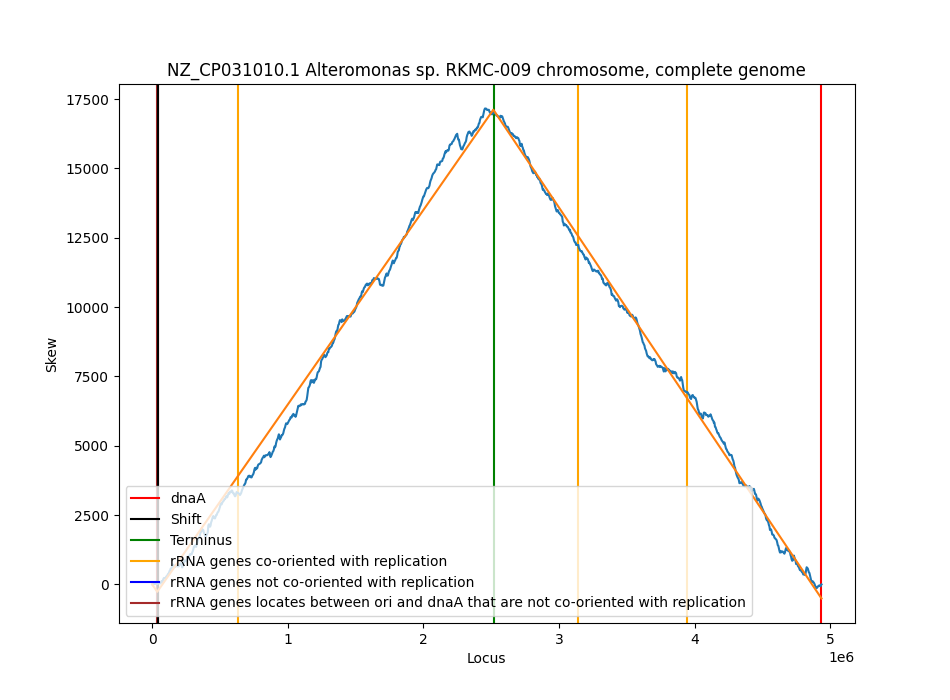 NZ_CP031010.1 Alteromonas sp. RKMC-009 chromosome, complete genome
17500
15000
12500
10000
7500
5000
2500
0
Skew
dnaA
Shift
Terminus
rRNA genes co-oriented with replication
rRNA genes not co-oriented with replication
rRNA genes locates between ori and dnaA that are not co-oriented with replication
0 1 2 3 4 5
1e6
Locus